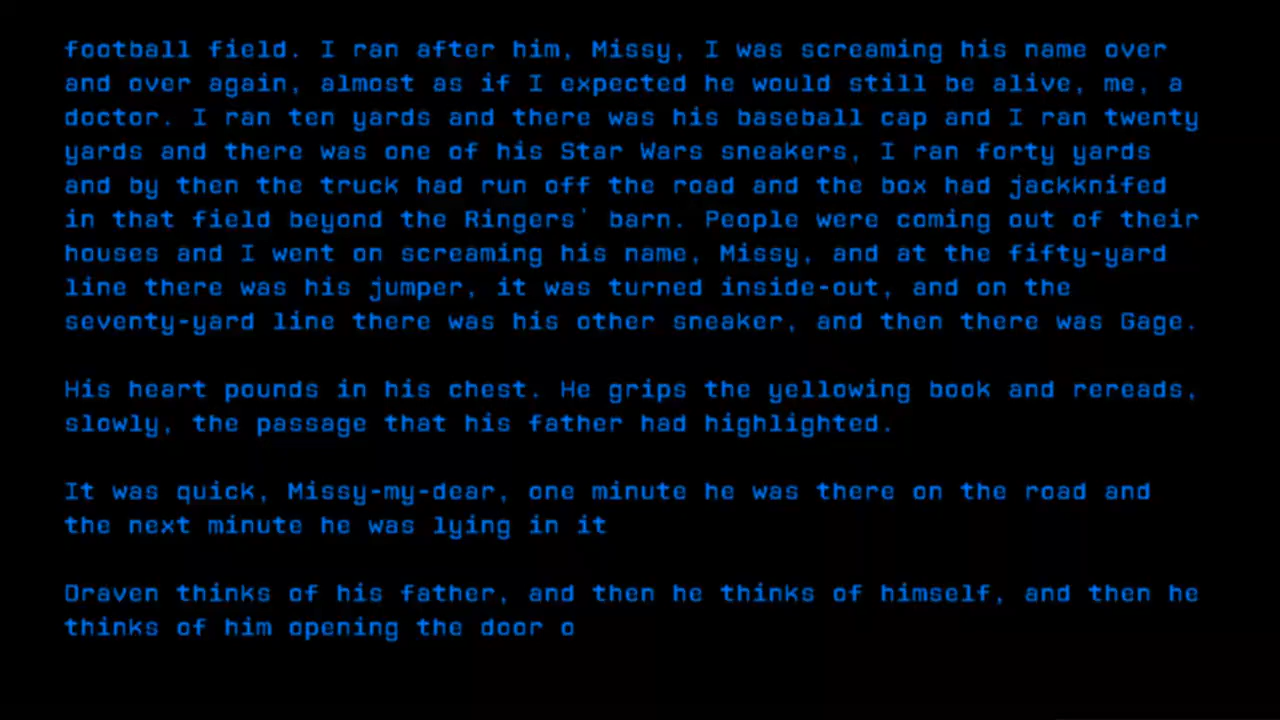 football field. I ran after him, Missy, I was screaming his name over
and over again, almost as if I expected he would still be alive, me, a
doctor. I ran ten yards and there was his baseball cap and I ran twenty
yards and there was one of his Star Wars sneakers, I ran forty yards
and by then the truck had run off the road and the box had jackknifed
in that field beyond the Ringers' barn. People were coming out of their
houses and I went on screaming his name, Missy, and at the fifty-yard
line there was his jumper, it was turned inside-out, and on the
seventy-yard line there was his other sneaker, and then there was Gage.
His heart pounds in his chest. He grips the yellowing book and rereads,
slowly, the passage that his father had highlighted.
It was quick, Missy-my-dear, one minute he was there on the road and
the next minute he was lying in it
Draven thinks of his father, and then he thinks of himself, and then he
thinks of him opening the door o